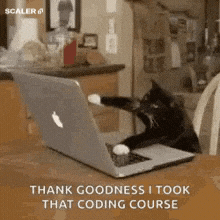 SCALER
THANK GOODNESS I TOOK
THAT CODING COURSE